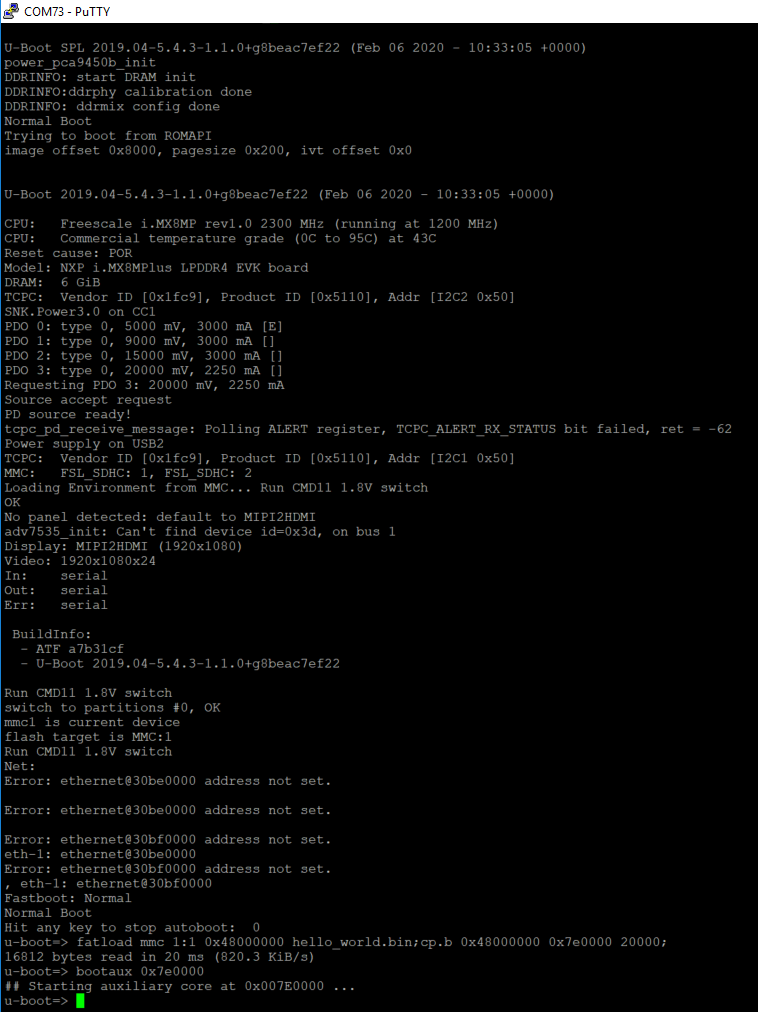 COM73 - PuTTY
U-Boot SPL 2019.04-5.4.3-1.1.0+g8beac7ef22 (Feb 06 2020 - 10:33:05 +0000)
power_pca9450b_init
DDRINFO: start DRAM init
DDRINFO:ddrphy calibration done
DDRINFO: ddrmix config done
Normal Boot
Trying to boot from ROMAPI
image offset 0x8000, pagesize 0x200, ivt offset 0x0
U-Boot 2019.04-5.4.3-1.1.0+g8beac7ef22 (Feb 06 2020 - 10:33:05 +0000)
CPU:   Freescale i.MX8MP rev1.0 2300 MHz (running at 1200 MHz)
CPU:   Commercial temperature grade (0C to 95C) at 43C
Reset cause: POR
Model: NXP i.MX8MPlus LPDDR4 EVK board
DRAM:  6 GiB
TCPC:  Vendor ID [0x1fc9], Product ID [0x5110], Addr [I2C2 0x50]
SNK.Power3.0 on CC1
PDO 0: type 0, 5000 mV, 3000 mA [E]
PDO 1: type 0, 9000 mV, 3000 mA []
PDO 2: type 0, 15000 mV, 3000 mA []
PDO 3: type 0, 20000 mV, 2250 mA []
Requesting PDO 3: 20000 mV, 2250 mA
Source accept request
PD source ready!
tcpc_pd_receive_message: Polling ALERT register, TCPC_ALERT_RX_STATUS bit failed, ret = -62
Power supply on USB2
TCPC:  Vendor ID [0x1fc9], Product ID [0x5110], Addr [I2C1 0x50]
MMC:   FSL_SDHC: 1, FSL_SDHC: 2
Loading Environment from MMC... Run CMD11 1.8V switch
OK
No panel detected: default to MIPI2HDMI
adv7535_init: Can't find device id=0x3d, on bus 1
Display: MIPI2HDMI (1920x1080)
Video: 1920x1080x24
In:    serial
Out:   serial
Err:   serial
BuildInfo:
- ATF a7b31cf
- U-Boot 2019.04-5.4.3-1.1.0+g8beac7ef22
Run CMD11 1.8V switch
switch to partitions #0, OK
mmc1 is current device
flash target is MMC:1
Run CMD11 1.8V switch
Net:
Error: ethernet@30be0000 address not set.
Error: ethernet@30be0000 address not set.
Error: ethernet@30bf0000 address not set.
eth-1: ethernet@30be0000
Error: ethernet@30bf0000 address not set.
, eth-1: ethernet@30bf0000
Fastboot: Normal
Normal Boot
Hit any key to stop autoboot:  0
u-boot=> fatload mmc 1:1 0x48000000 hello_world.bin;cp.b 0x48000000 0x7e0000 20000;
16812 bytes read in 20 ms (820.3 KiB/s)
u-boot=> bootaux 0x7e0000
## Starting auxiliary core at 0x007E0000 ...
u-boot=>